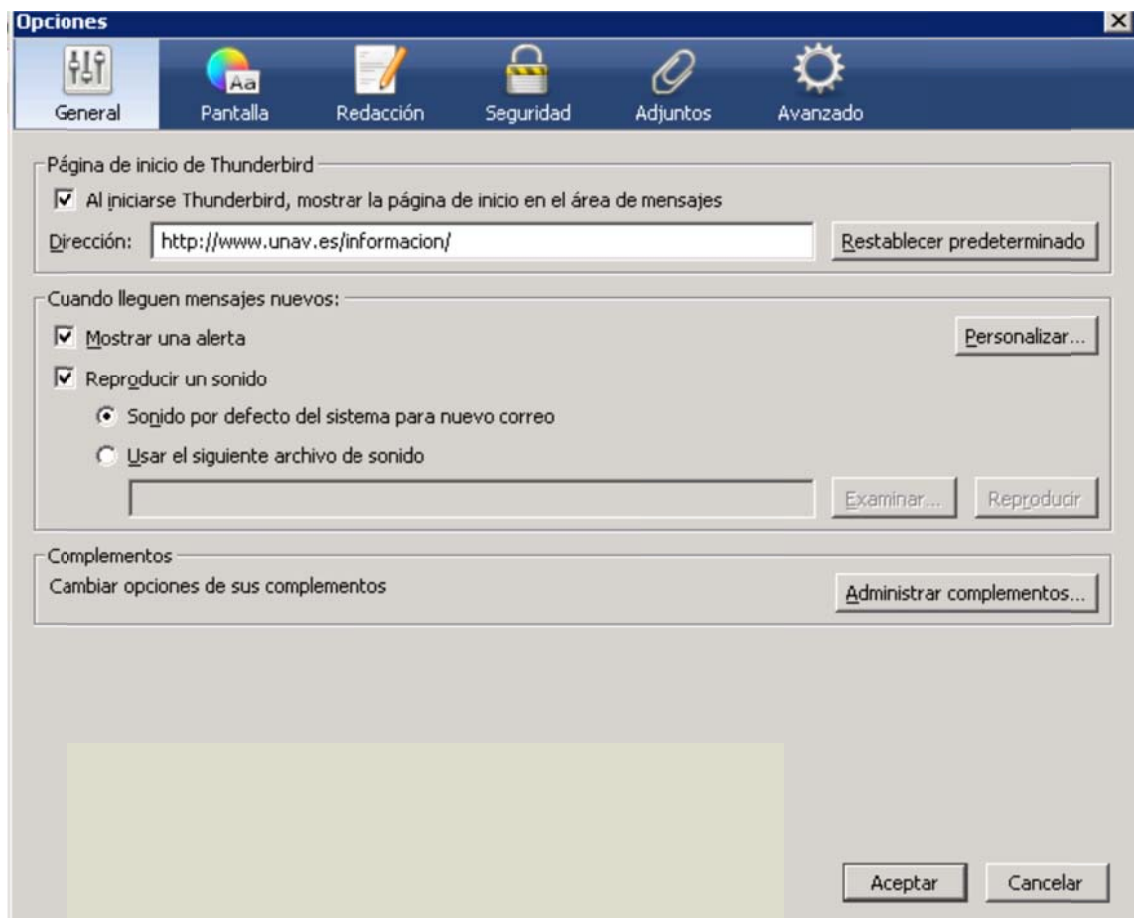 Opciones
General Pantalla Redacción Seguridad Adjuntos Avanzado
Página de inicio de Thunderbird
Al iniciarse Thunderbird, mostrar la página de inicio en el área de mensajes
Dirección: http://www.unav.es/informacion/ Restablecer predeterminado
Cuando lleguen mensajes nuevos:
Mostrar una alerta Personalizar...
Reproducir un sonido
Sonido por defecto del sistema para nuevo correo
Usar el siguiente archivo de sonido
Examinar... Reproducir
Complementos
Cambiar opciones de sus complementos Administrar complementos...
Aceptar Cancelar